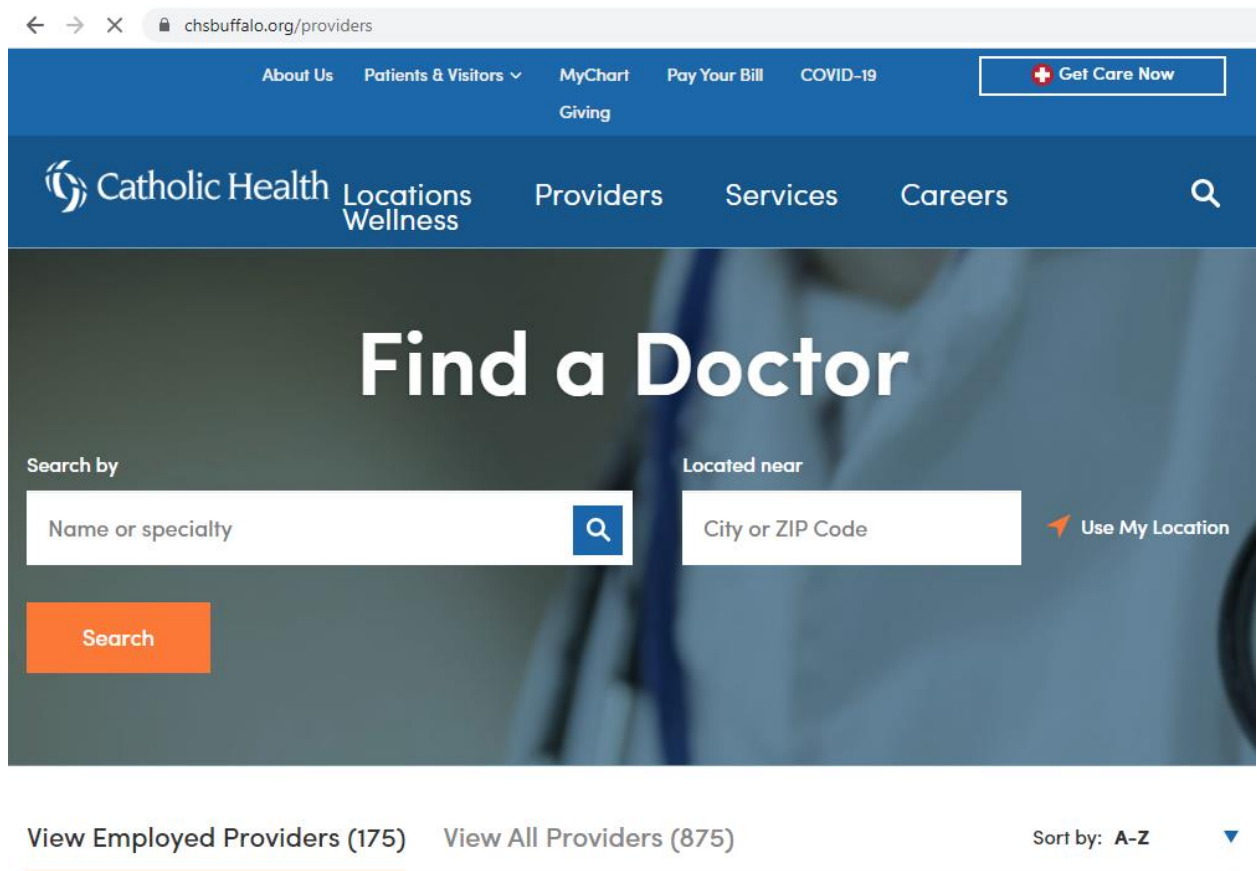 chsbuffalo.org/providers
About Us Patients & Visitors MyChart Pay Your Bill COVID-19 Get Care Now
Giving
Catholic Health Locations Providers Services Careers
Wellness
Find a Doctor
Search by Located near
Name or specialty City or ZIP Code Use My Location
Search
View Employed Providers (175) View All Providers (875) Sort by: A-Z